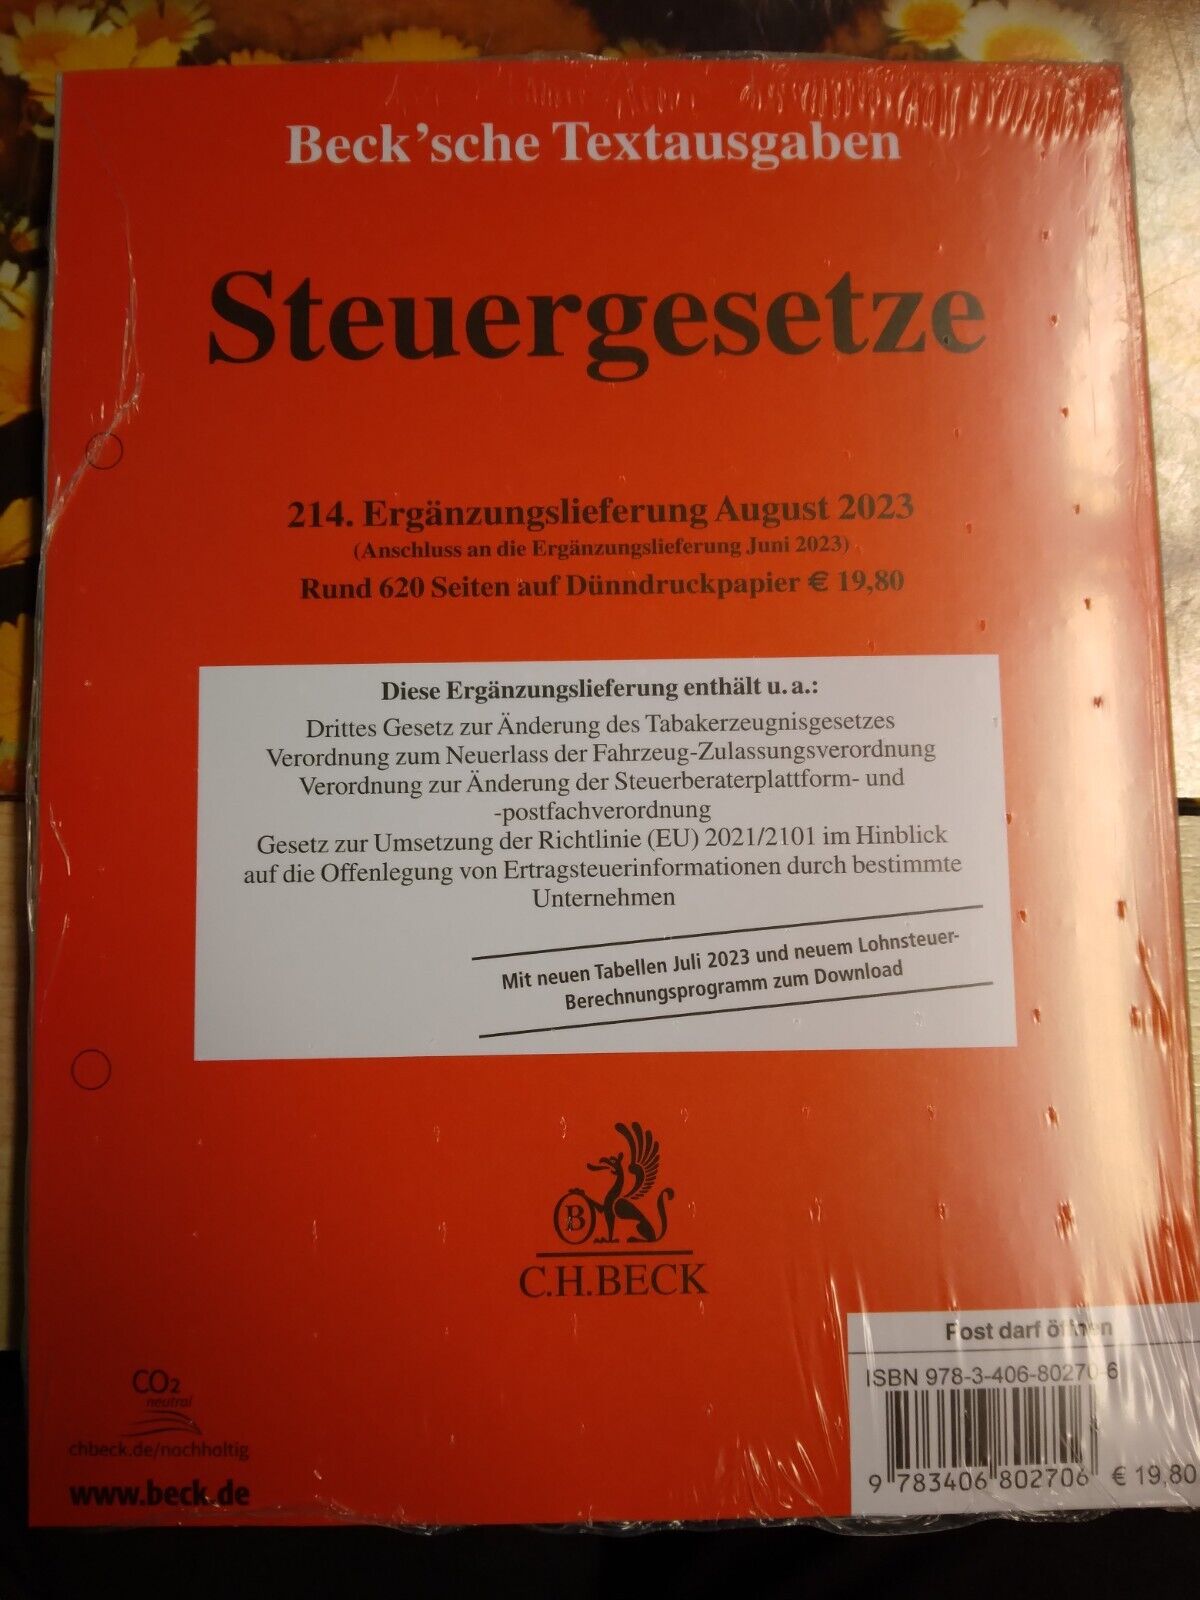 Beck'sche Textausgaben
Steuergesetze
214. Ergänzungslieferung August 2023
(Anschluss an die Ergänzungslieferung Juni 2023)
Rund 620 Seiten auf Dünndruckpapier € 19,80
Diese Ergänzungslieferung enthält u. a.:
Drittes Gesetz zur Änderung des Tabakerzeugnisgesetzes
Verordnung zum Neuerlass der Fahrzeug-Zulassungsverordnung
Verordnung zur Änderung der Steuerberaterplattform- und
-postfachverordnung
Gesetz zur Umsetzung der Richtlinie (EU) 2021/2101 im Hinblick
auf die Offenlegung von Ertragsteuerinformationen durch bestimmte
Unternehmen
Mit neuen Tabellen Juli 2023 und neuem Lohnsteuer-
Berechnungsprogramm zum Download
B
C.H.BECK
Post darf öffnen
ISBN 978-3-406-80270-6
9 783406 802706 € 19,80
CO2
neutral
chbeck.de/nachhaltig
www.beck.de